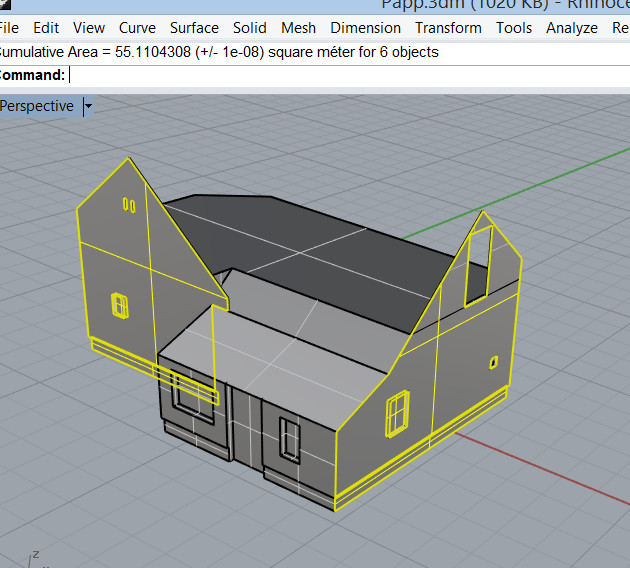 Papp.3dm (1020 KB) - Rhinoce
File Edit View Curve Surface Solid Mesh Dimension Transform Tools Analyze Re
Cumulative Area = 55.1104308 (+/- 1e-08) square méter for 6 objects
Command:
Perspective
z